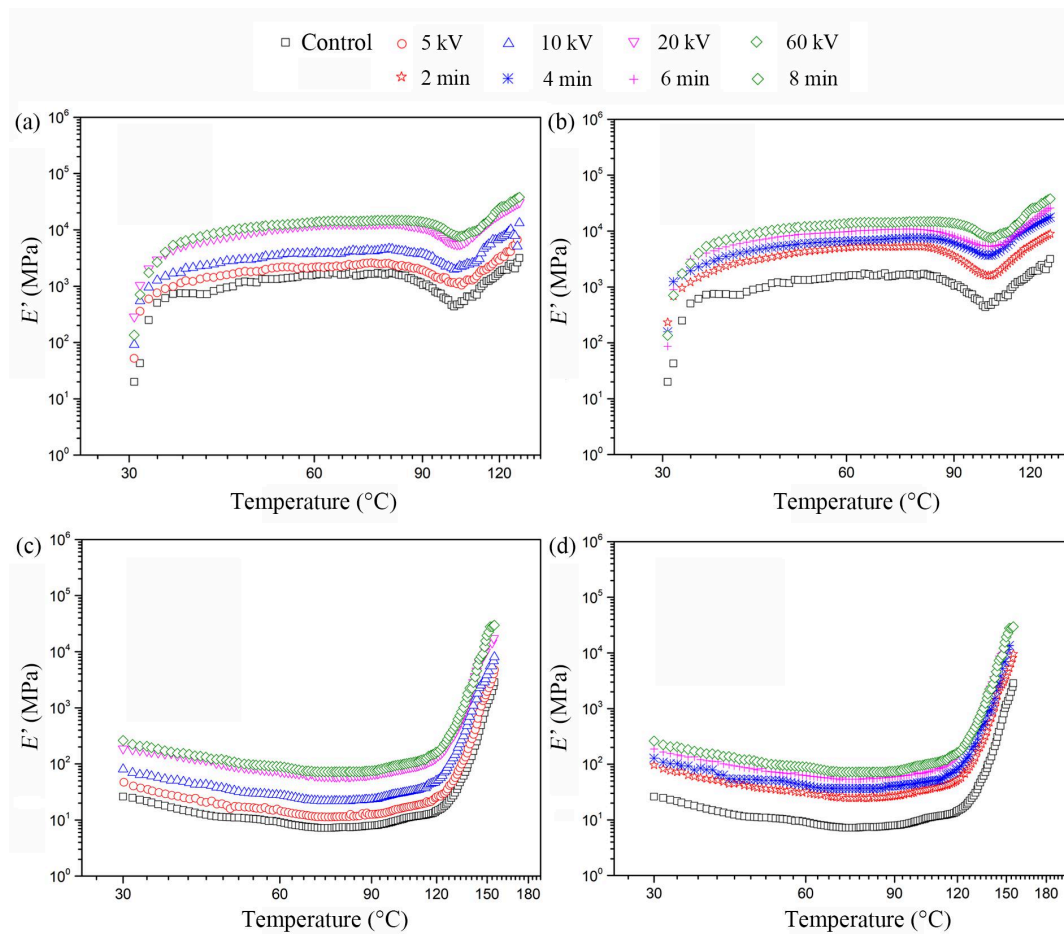 Control 5 kV 10 kV 20 kV 60 kV
2 min 4 min 6 min 8 min
(a)
10⁶
10⁵
10⁴
10³
10²
10¹
10⁰
E’ (MPa)
30 60 90 120
Temperature (°C)
(b)
10⁶
10⁵
10⁴
10³
10²
10¹
10⁰
E’ (MPa)
30 60 90 120
Temperature (°C)
(c)
10⁶
10⁵
10⁴
10³
10²
10¹
10⁰
E’ (MPa)
30 60 90 120 150 180
Temperature (°C)
(d)
10⁶
10⁵
10⁴
10³
10²
10¹
10⁰
E’ (MPa)
30 60 90 120 150 180
Temperature (°C)